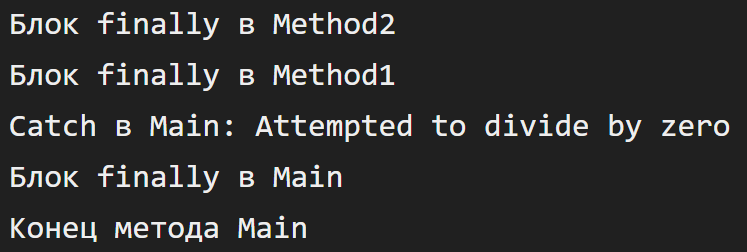 Блок finally в Method2
Блок finally в Method1
Catch в Main: Attempted to divide by zero
Блок finally в Main
Конец метода Main